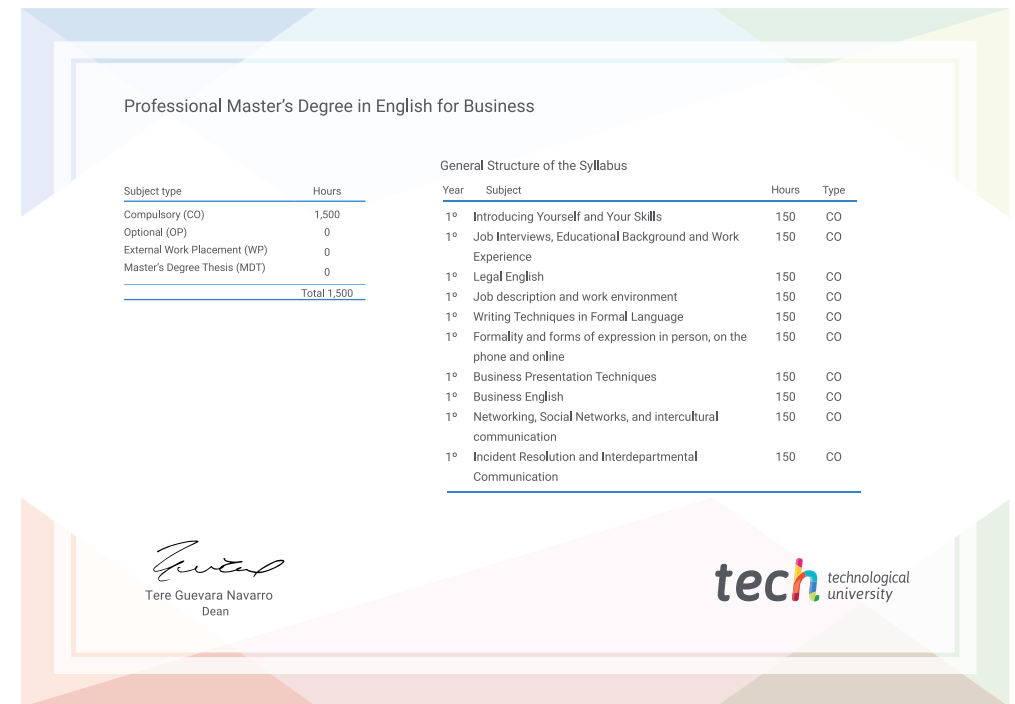 Professional Master’s Degree in English for Business
General Structure of the Syllabus
Subject type Hours
Compulsory (CO) 1,500
Optional (OP) 0
External Work Placement (WP) 0
Master’s Degree Thesis (MDT) 0
Total 1,500
Year Subject Hours Type
1º Introducing Yourself and Your Skills 150 CO
1º Job Interviews, Educational Background and Work 150 CO
Experience
1º Legal English 150 CO
1º Job description and work environment 150 CO
1º Writing Techniques in Formal Language 150 CO
1º Formality and forms of expression in person, on the 150 CO
phone and online
1º Business Presentation Techniques 150 CO
1º Business English 150 CO
1º Networking, Social Networks, and intercultural 150 CO
communication
1º Incident Resolution and Interdepartmental 150 CO
Communication
Tere Guevara Navarro
Dean
tech technological
university